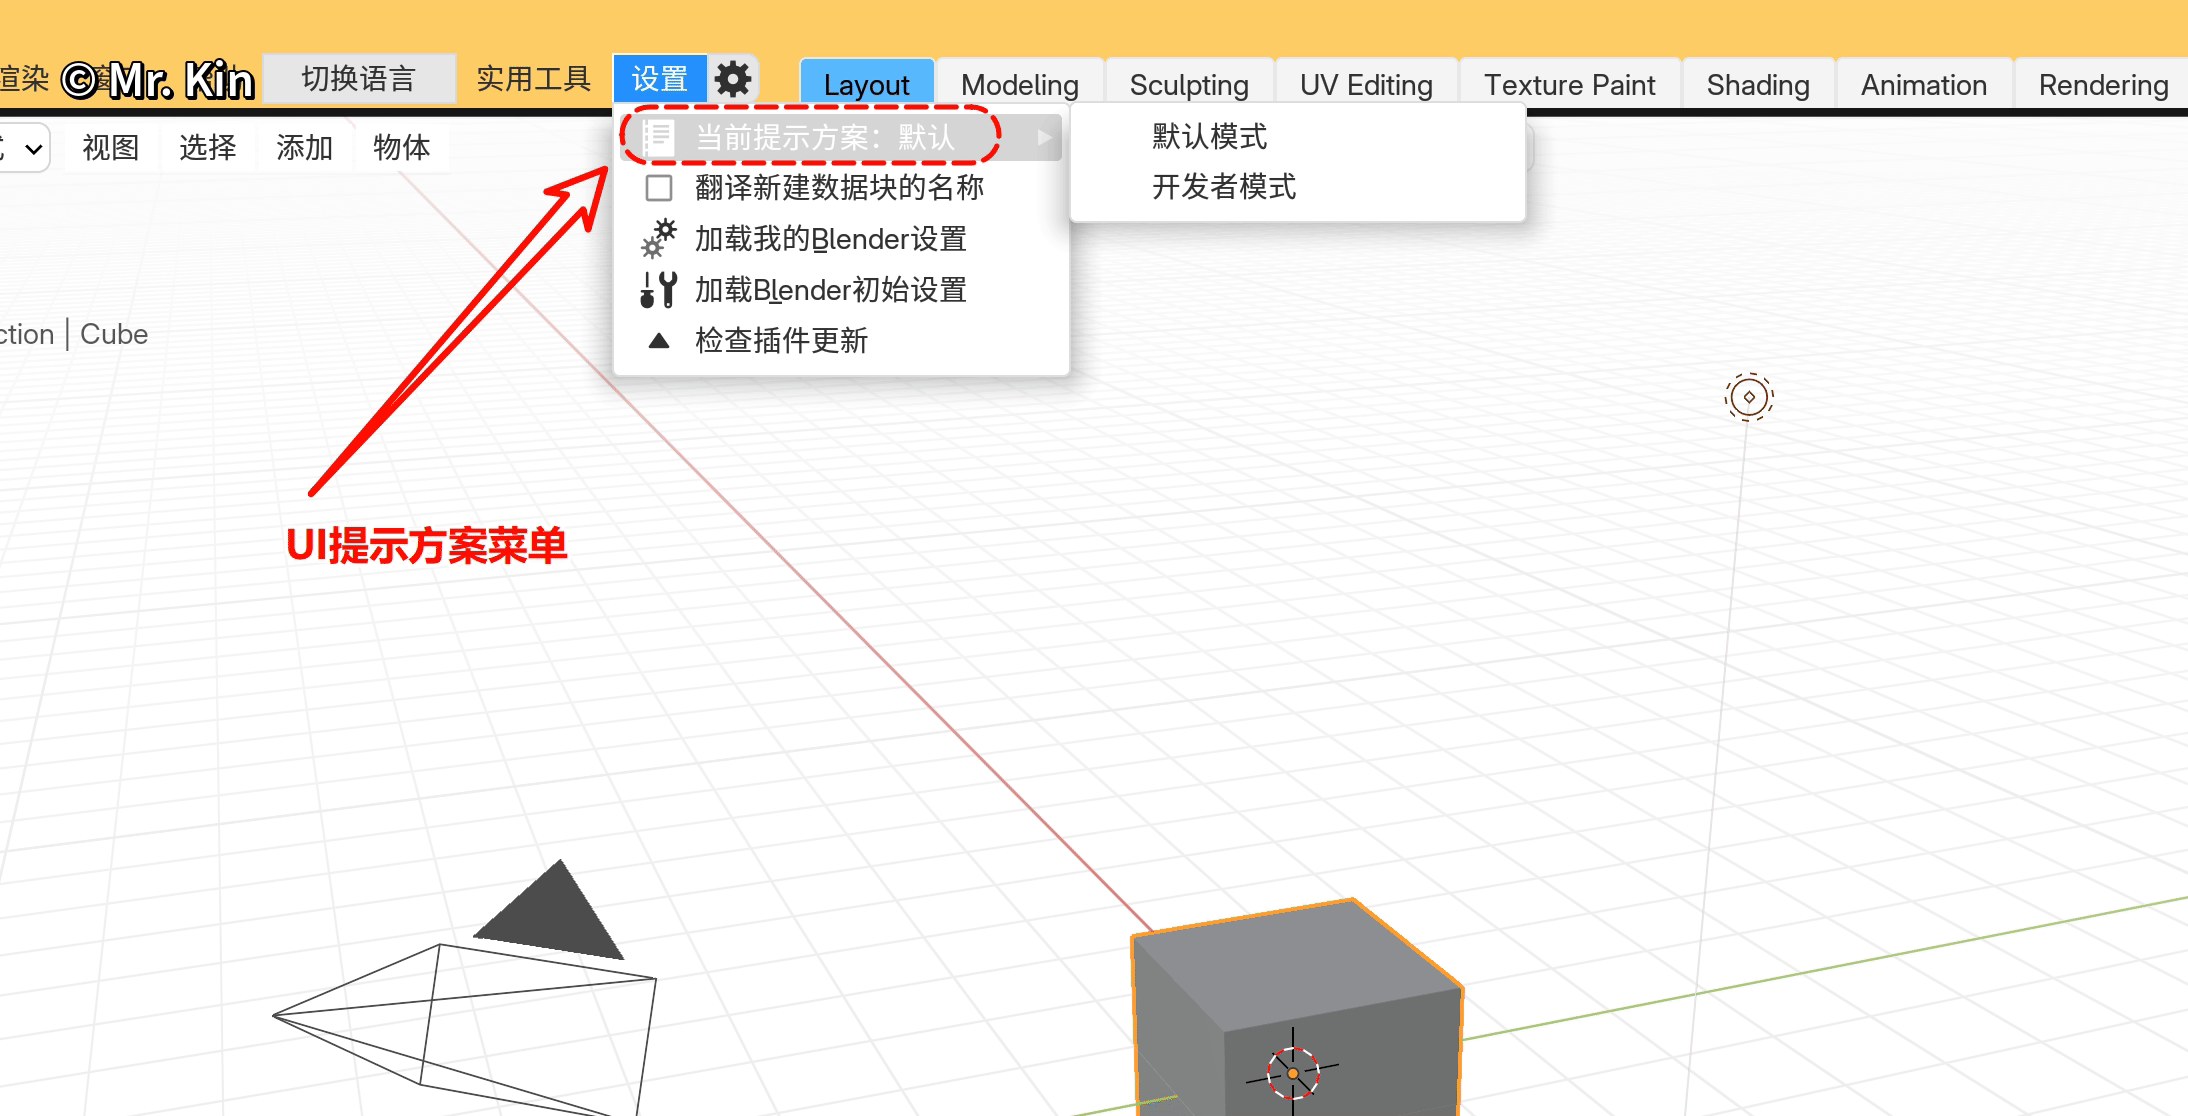 渲染 ©Mr. Kin 切换语言 实用工具 设置 Layout Modeling Sculpting UV Editing Texture Paint Shading Animation Rendering
视图 选择 添加 物体
当前提示方案：默认
翻译新建数据块的名称
加载我的Blender设置
加载Blender初始设置
检查插件更新
默认模式
开发者模式
ction | Cube
UI提示方案菜单